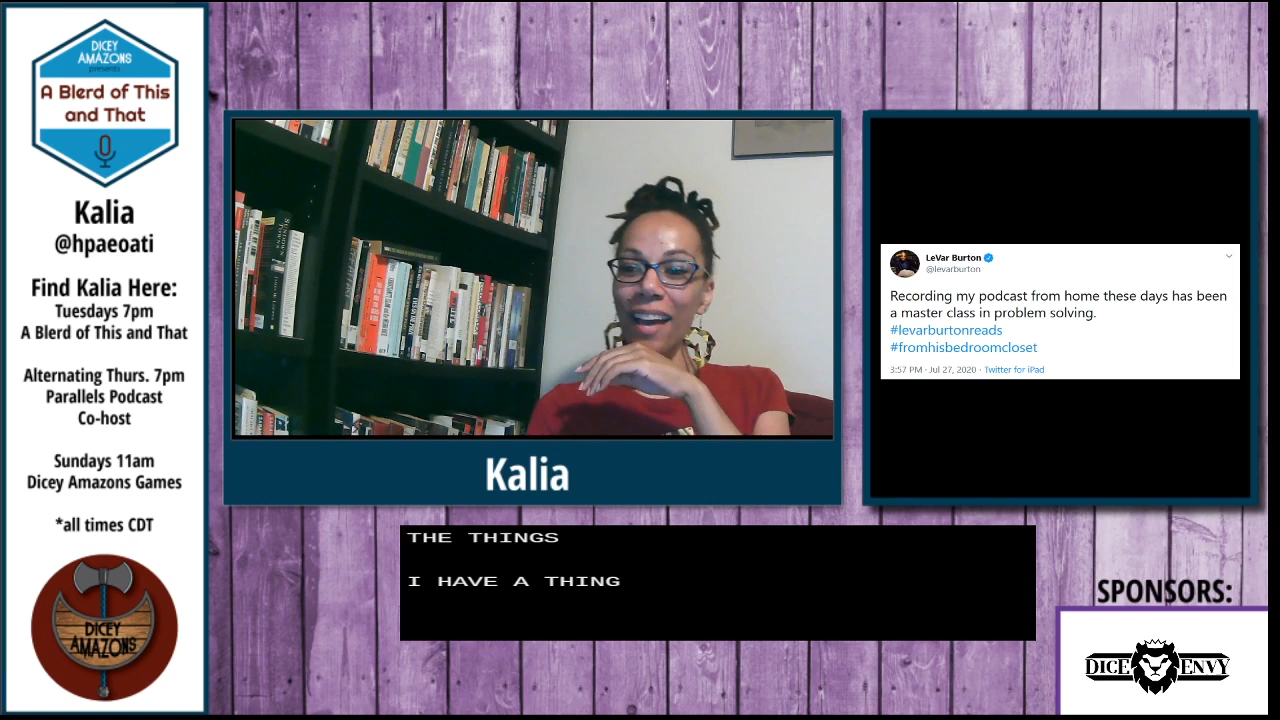 DICEY
AMAZONS
presents
A Blerd of This
and That
Kalia
@hpaeoati
Find Kalia Here:
Tuesdays 7pm
A Blerd of This and That
Alternating Thurs. 7pm
Parallels Podcast
Co-host
Sundays 11am
Dicey Amazons Games
*all times CDT
DICEY
AMAZONS
Kalia
LeVar Burton
@levarburton
Recording my podcast from home these days has been
a master class in problem solving.
#levarburtonreads
#fromhisbedroomcloset
3:57 PM · Jul 27, 2020 · Twitter for iPad
THE THINGS
I HAVE A THING
SPONSORS:
DICE ENVY